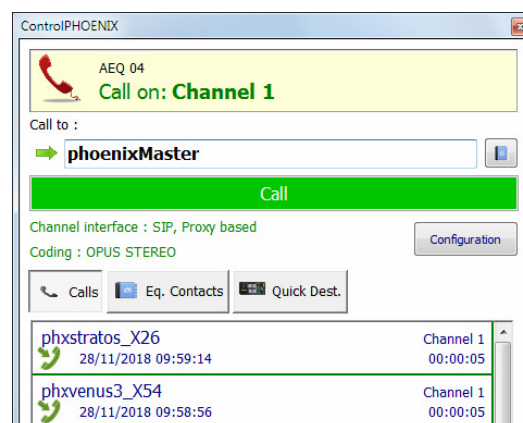 ControlPHOENIX
AEQ 04
Call on: Channel 1
Call to :
phoenixMaster
Call
Channel interface : SIP, Proxy based
Coding : OPUS STEREO
Configuration
Calls Eq. Contacts Quick Dest.
phxstratos_X26 Channel 1
28/11/2018 09:59:14 00:00:05
phxvenus3_X54 Channel 1
28/11/2018 09:58:56 00:00:05